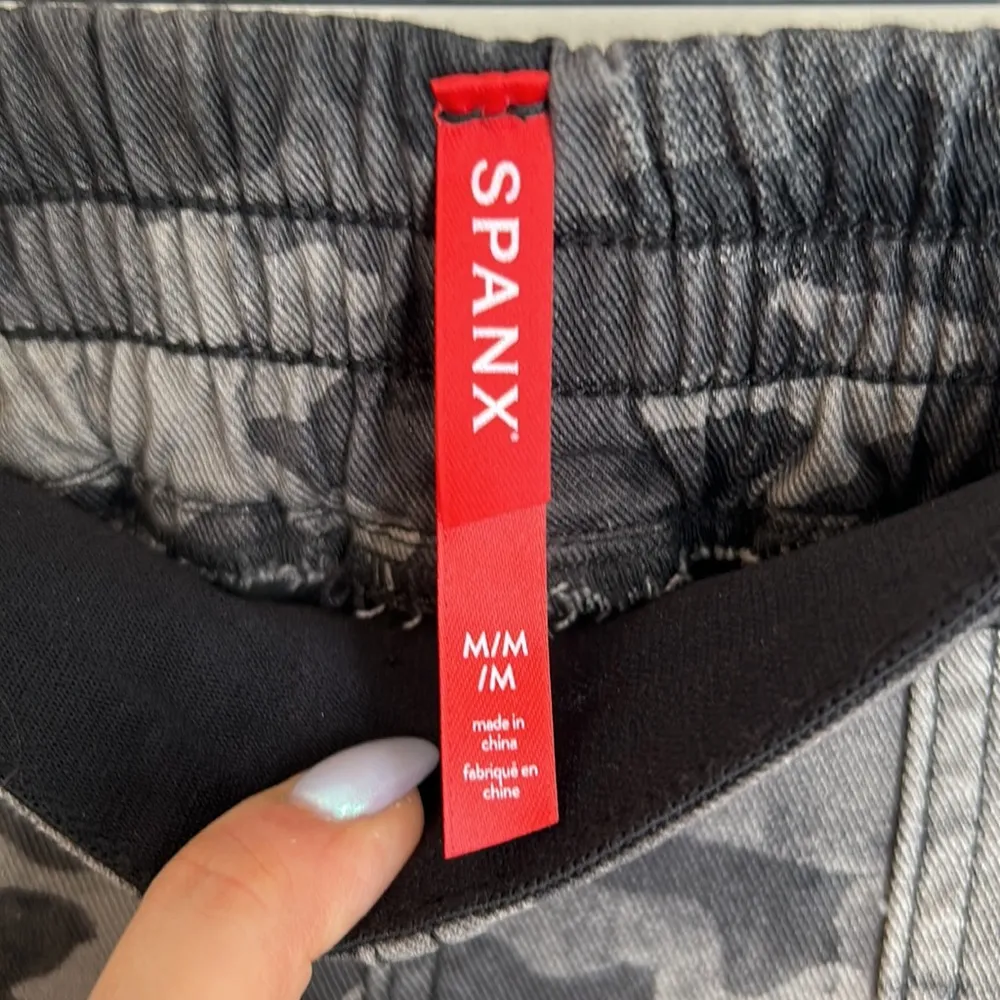 SPANX
M/M
/M
made in
china
fabriqué en
chine